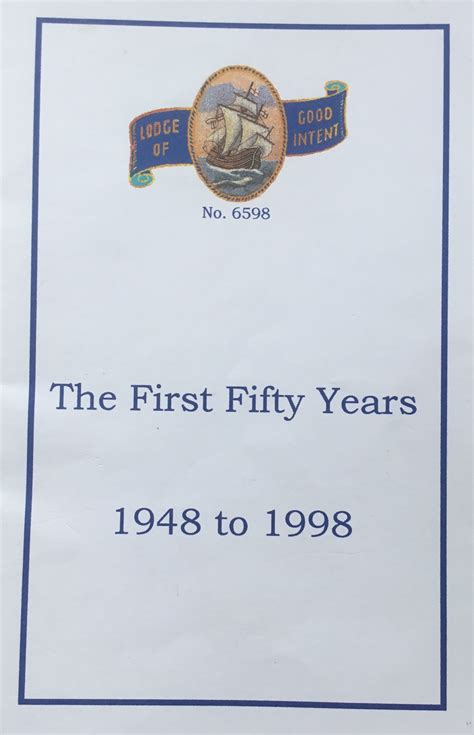 LODGE OF
GOOD INTENT
No. 6598
The First Fifty Years
1948 to 1998